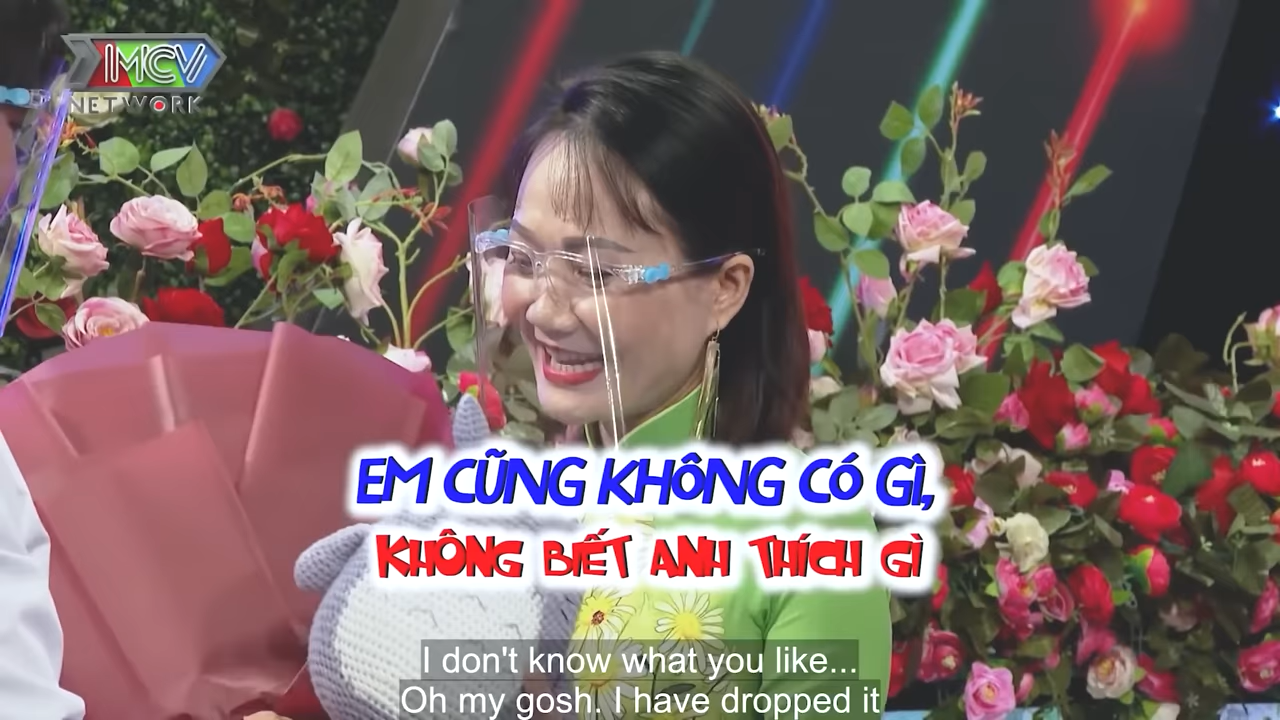 MCV
NETWORK
EM CŨNG KHÔNG CÓ GÌ,
KHÔNG BIẾT ANH THÍCH GÌ
I don't know what you like...
Oh my gosh. I have dropped it